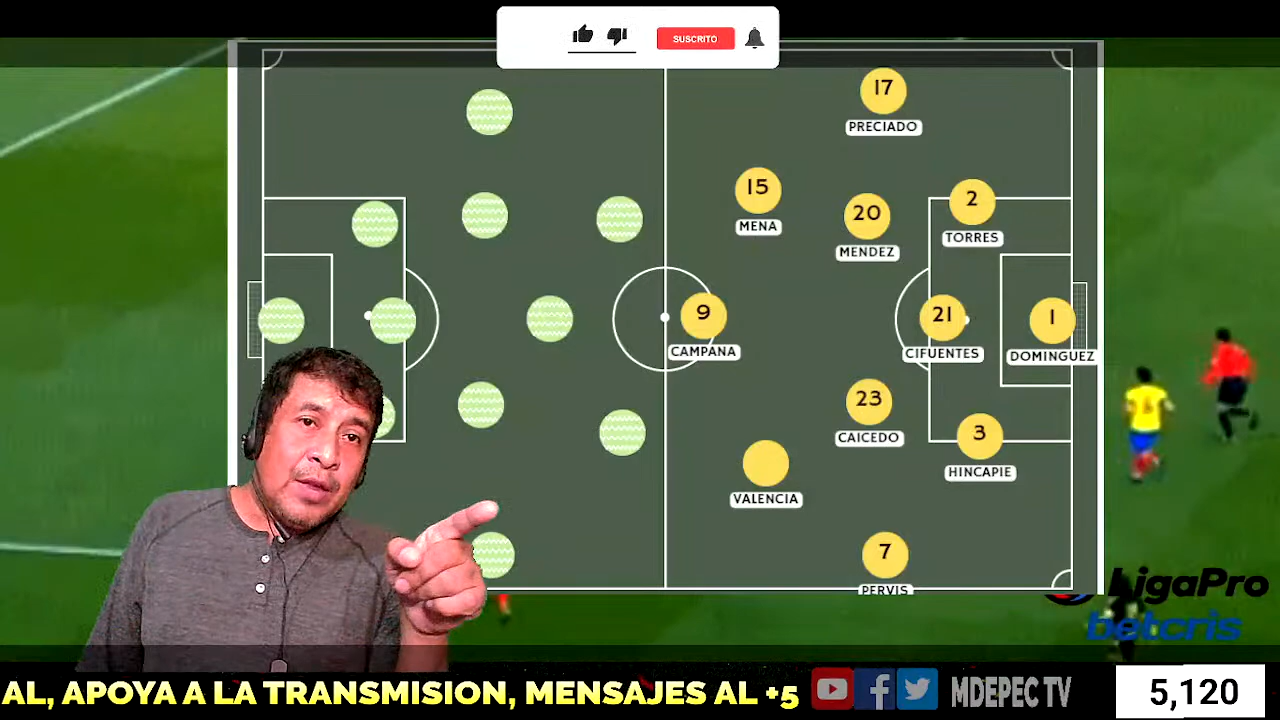 SUSCRITO
17
PRECIADO
15
MENA
20
MENDEZ
2
TORRES
9
CAMPANA
21
CIFUENTES
1
DOMINGUEZ
23
CAICEDO
3
HINCAPIE
VALENCIA
7
PERVIS
LigaPro
betcris
AL, APOYA A LA TRANSMISION, MENSAJES AL +5
MDEPEC TV
5,120